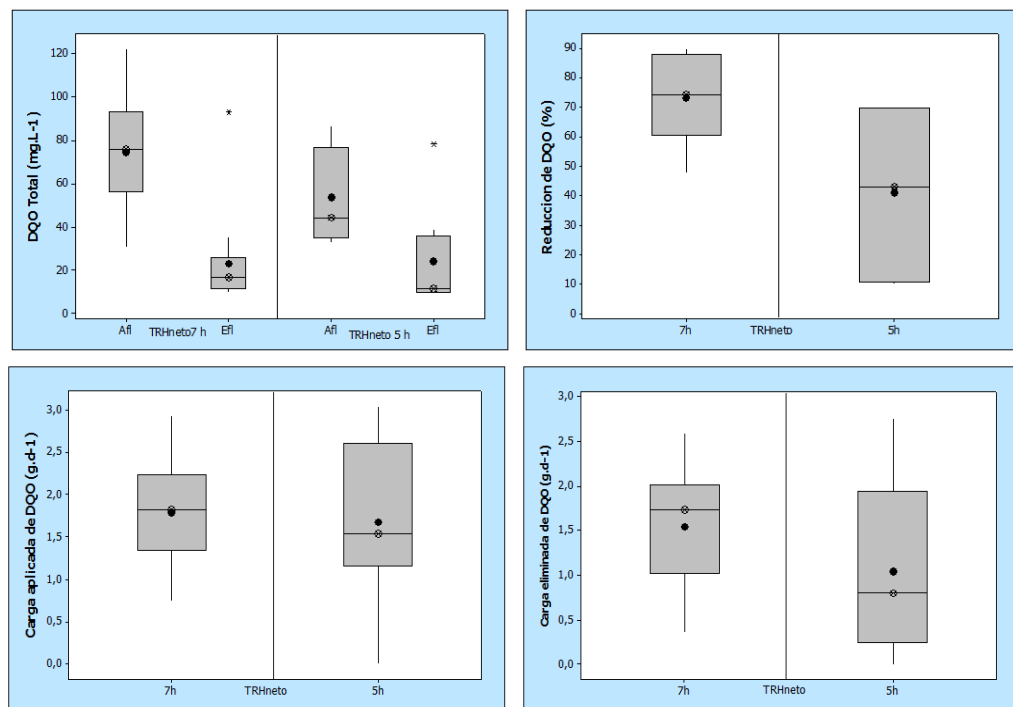 DQO Total (mg.L-1)
120
100
80
60
40
20
0
Afl
TRHneto7 h
Efl
Afl
TRHneto 5 h
Efl
Reduccion de DQO (%)
90
80
70
60
50
40
30
20
10
0
7h
TRHneto
5h
Carga aplicada de DQO (g.d-1)
3,0
2,5
2,0
1,5
1,0
0,5
0,0
7h
TRHneto
5h
Carga eliminada de DQO (g.d-1)
3,0
2,5
2,0
1,5
1,0
0,5
0,0
7h
TRHneto
5h